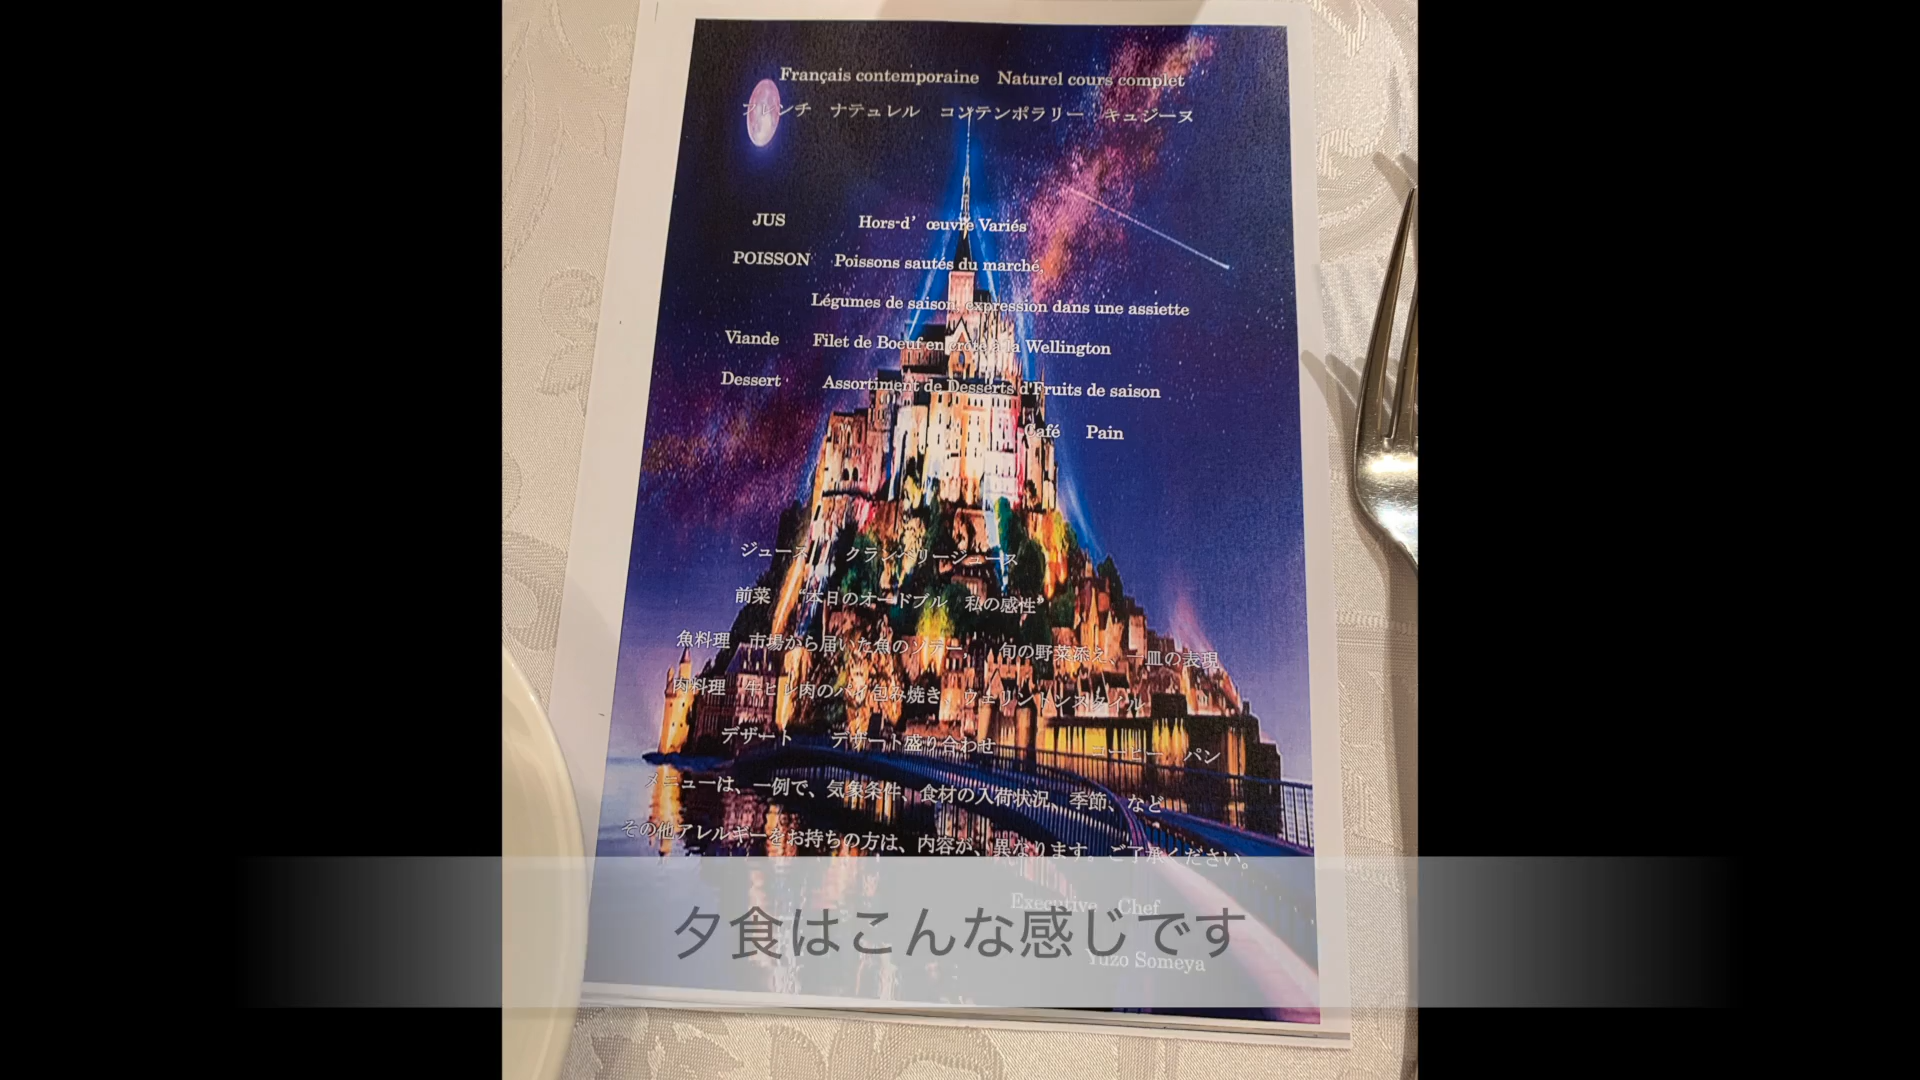 Français contemporaine Naturel cours complet
フレンチ ナテュレル コンテンポラリー キュジーヌ
JUS Hors-d’œuvre Variés
POISSON Poissons sautés du marché,
Légumes de saison, expression dans une assiette
Viande Filet de Boeuf en croûte à la Wellington
Dessert Assortiment de Desserts d'Fruits de saison
Café Pain
ジュース クランベリージュース
前菜 “本日のオードブル 私の感性”
魚料理 市場から届いた魚のソテー, 旬の野菜添え、一皿の表現
肉料理 牛ヒレ肉のパイ包み焼き、ウェリントンスタイル
デザート デザート盛り合わせ コーヒー パン
メニューは、一例で、気象条件、食材の入荷状況、季節、など
その他アレルギーをお持ちの方は、内容が、異なります。ご了承ください。
Executive Chef
Yuzo Someya
夕食はこんな感じです